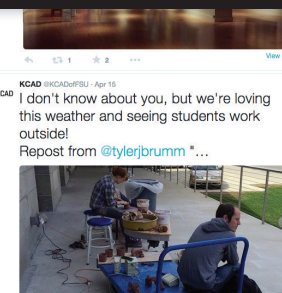 1
2
View
KCAD @KCADofFSU · Apr 15
CAD
I don't know about you, but we're loving
this weather and seeing students work
outside!
Repost from @tylerjbrumm "...